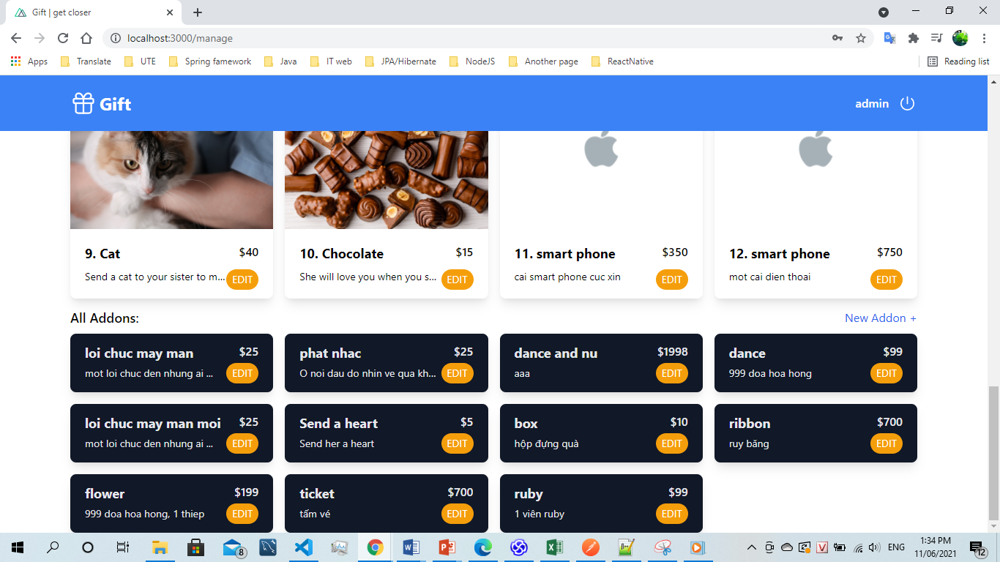 Gift | get closer
localhost:3000/manage
Apps Translate UTE Spring famework Java IT web JPA/Hibernate NodeJS Another page ReactNative Reading list
Gift admin
9. Cat $40
Send a cat to your sister to m... EDIT
10. Chocolate $15
She will love you when you s... EDIT
11. smart phone $350
cai smart phone cuc xin EDIT
12. smart phone $750
mot cai dien thoai EDIT
All Addons: New Addon +
loi chuc may man $25
mot loi chuc den nhung ai ... EDIT
phat nhac $25
O noi dau do nhin ve qua kh... EDIT
dance and nu $1998
aaa EDIT
dance $99
999 doa hoa hong EDIT
loi chuc may man moi $25
mot loi chuc den nhung ai ... EDIT
Send a heart $5
Send her a heart EDIT
box $10
hộp đựng quà EDIT
ribbon $700
ruy băng EDIT
flower $199
999 doa hoa hong, 1 thiep EDIT
ticket $700
tấm vé EDIT
ruby $99
1 viên ruby EDIT
8
ENG
1:34 PM
11/06/2021
12